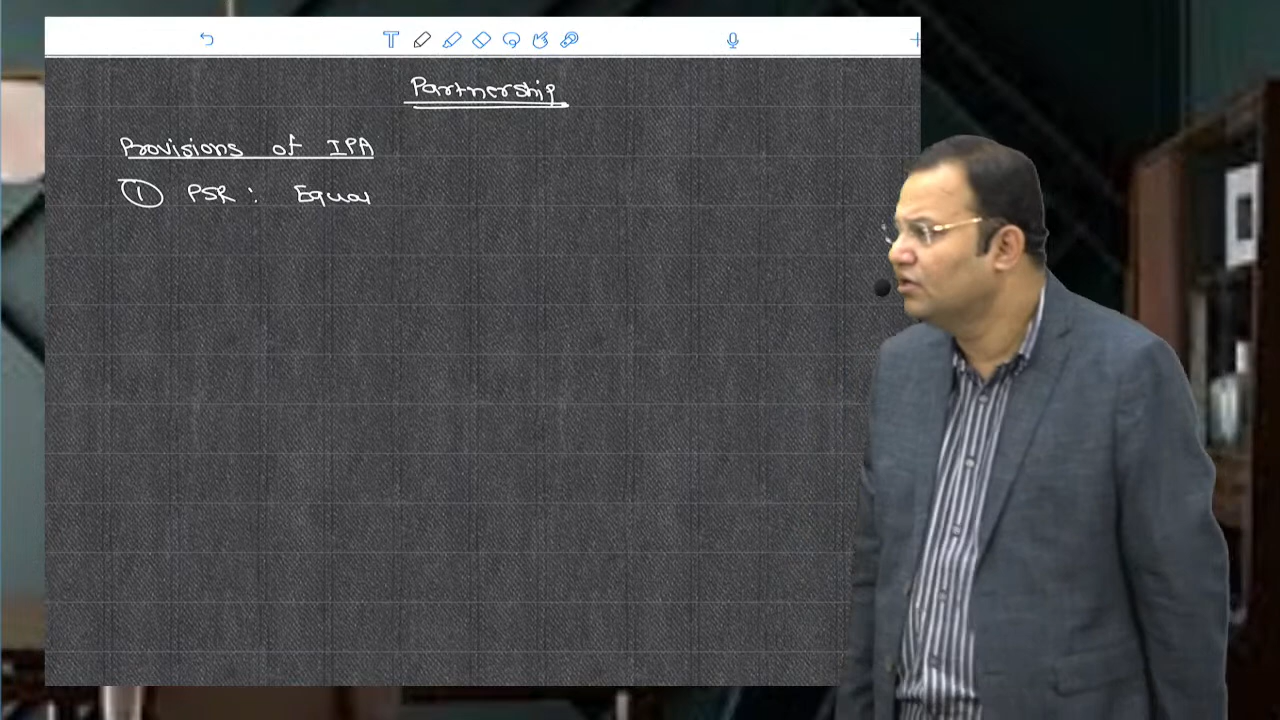 Partnership
Provisions of IPA
① PSR : Equal